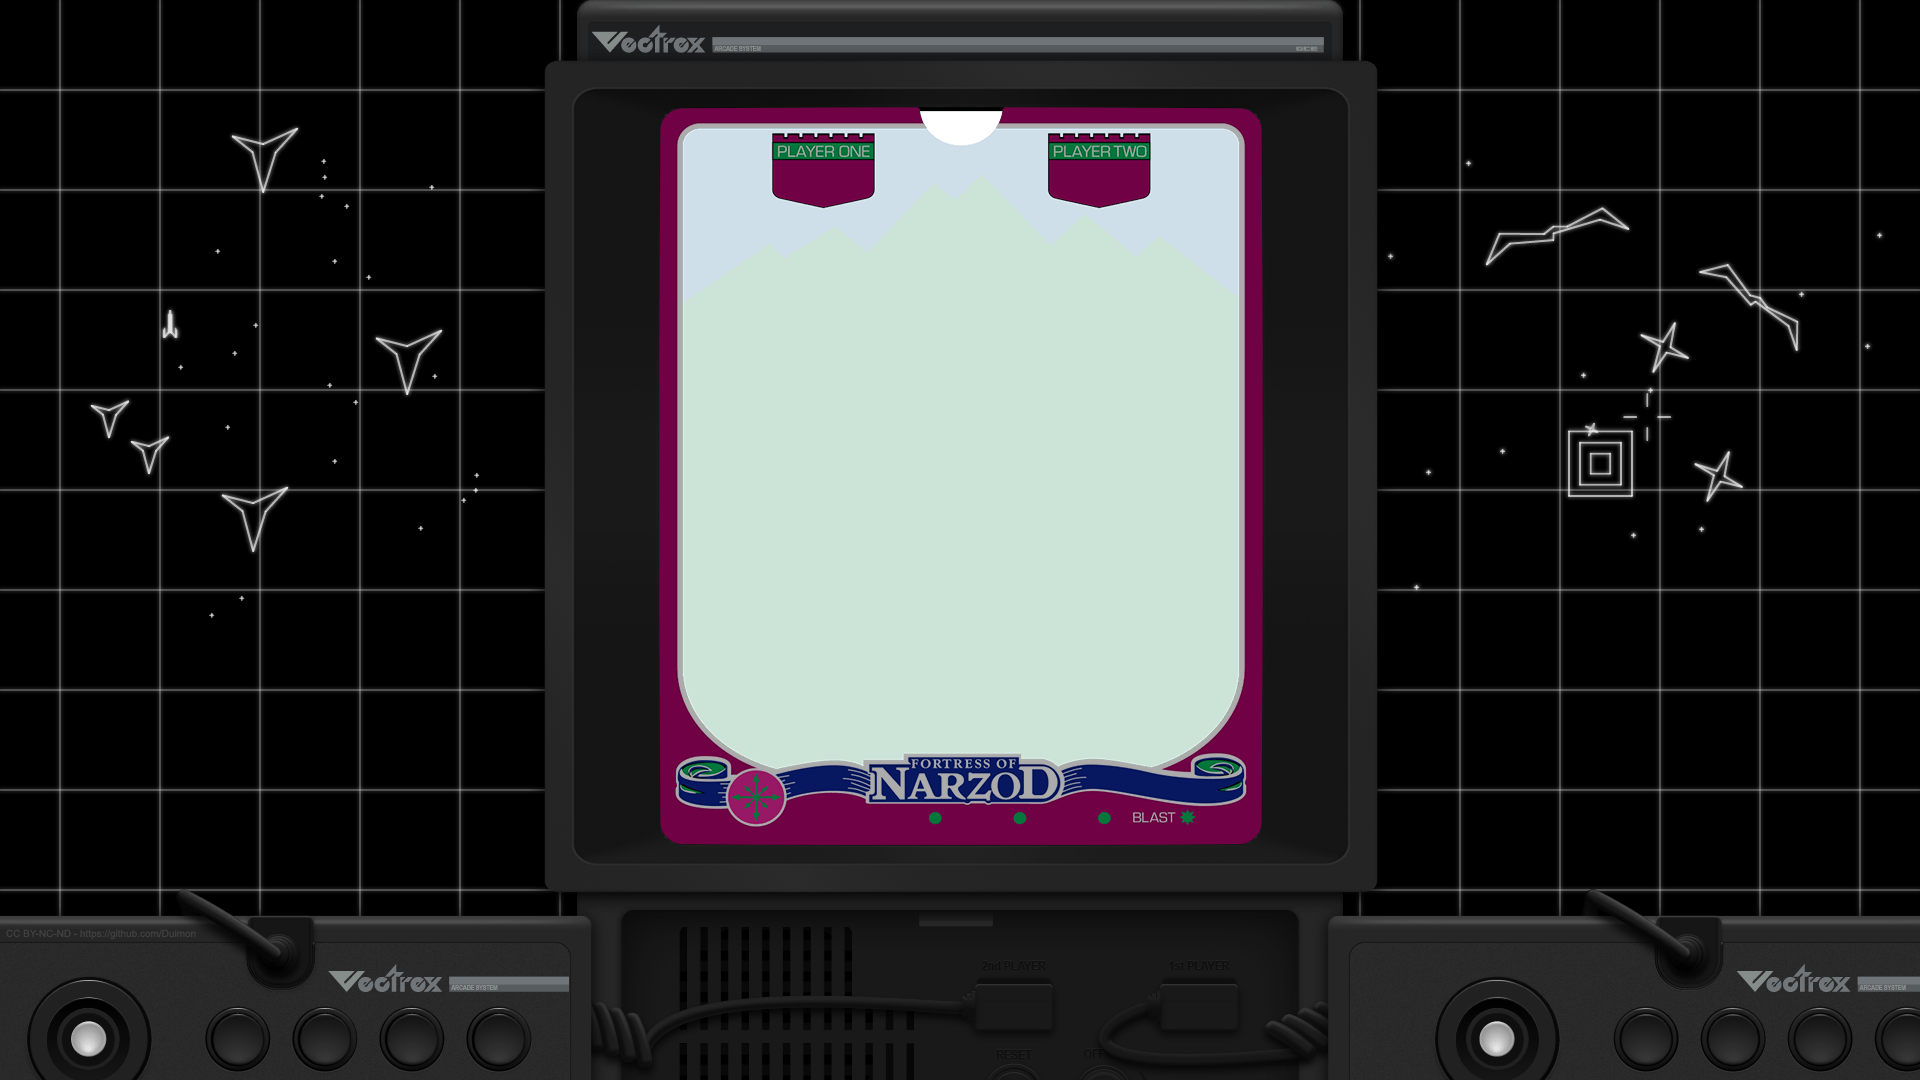 Vectrex
ARCADE SYSTEM
GCE
PLAYER ONE
PLAYER TWO
FORTRESS OF
NARZOD
BLAST
CC BY-NC-ND - https://github.com/Duimon
Vectrex
ARCADE SYSTEM
2nd PLAYER
1st PLAYER
RESET
OFF
Vectrex
ARCADE SYSTEM